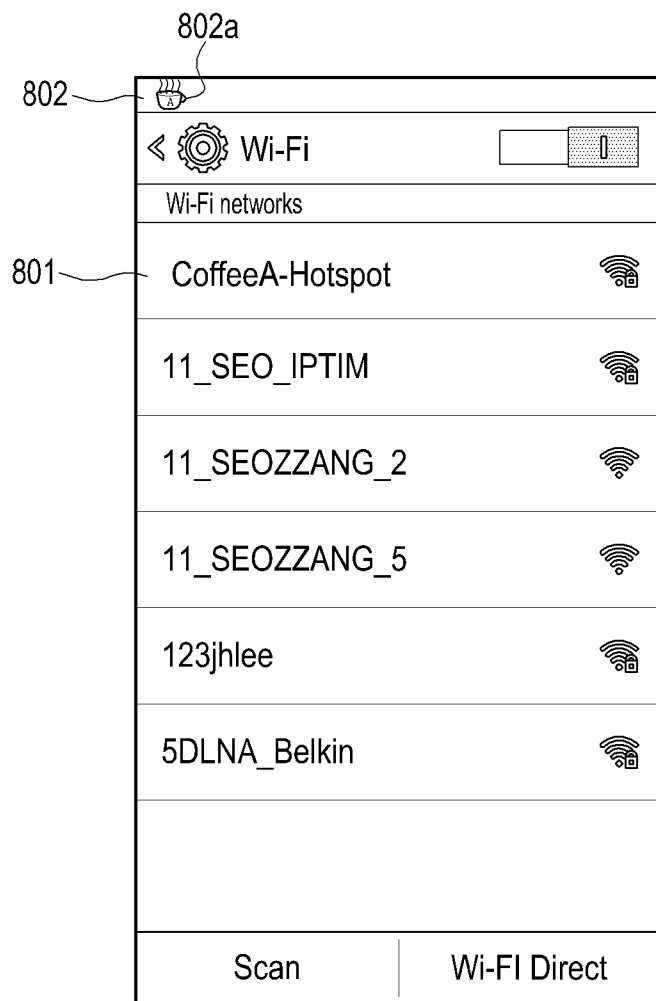 802a
802
A
Wi-Fi
Wi-Fi networks
801
CoffeeA-Hotspot
11_SEO_IPTIM
11_SEOZZANG_2
11_SEOZZANG_5
123jhlee
5DLNA_Belkin
Scan Wi-FI Direct